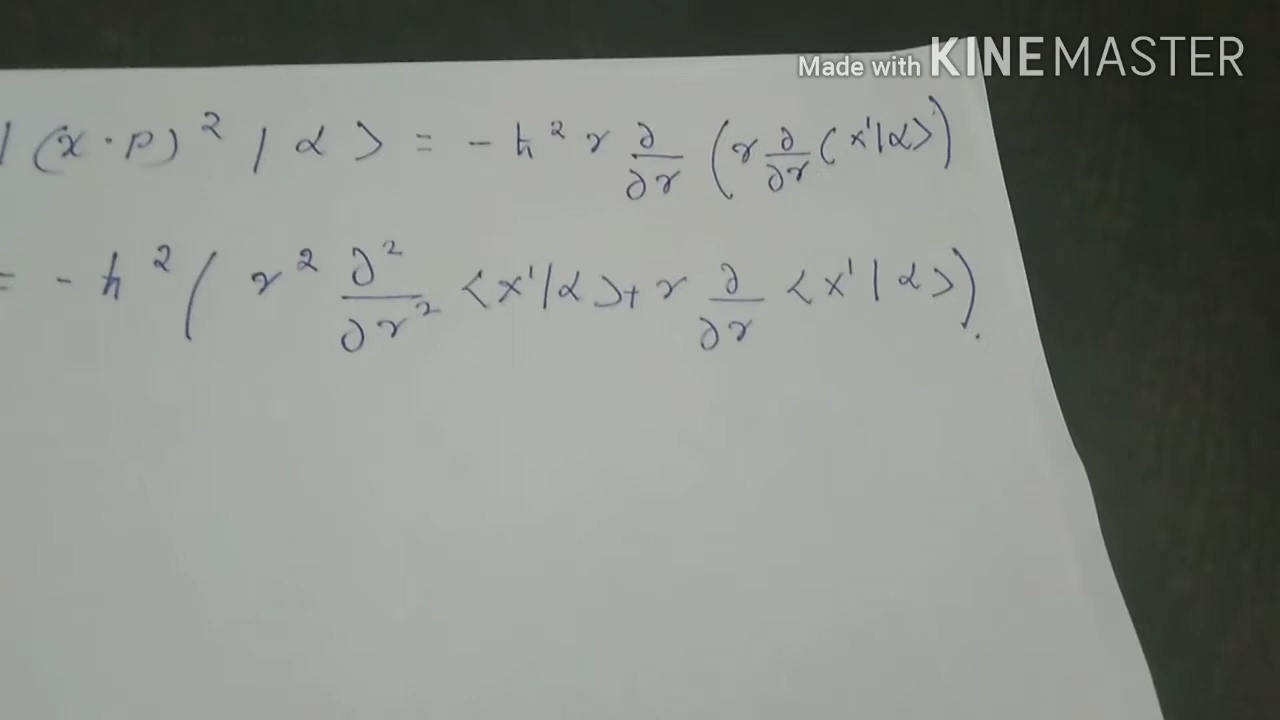 Made with KINEMASTER
| (x · p)² | α > = - ħ² r ∂/∂r (r ∂/∂r (x'|α>)
= - ħ² ( r² ∂²/∂r² <x'|α> + r ∂/∂r <x'|α>).